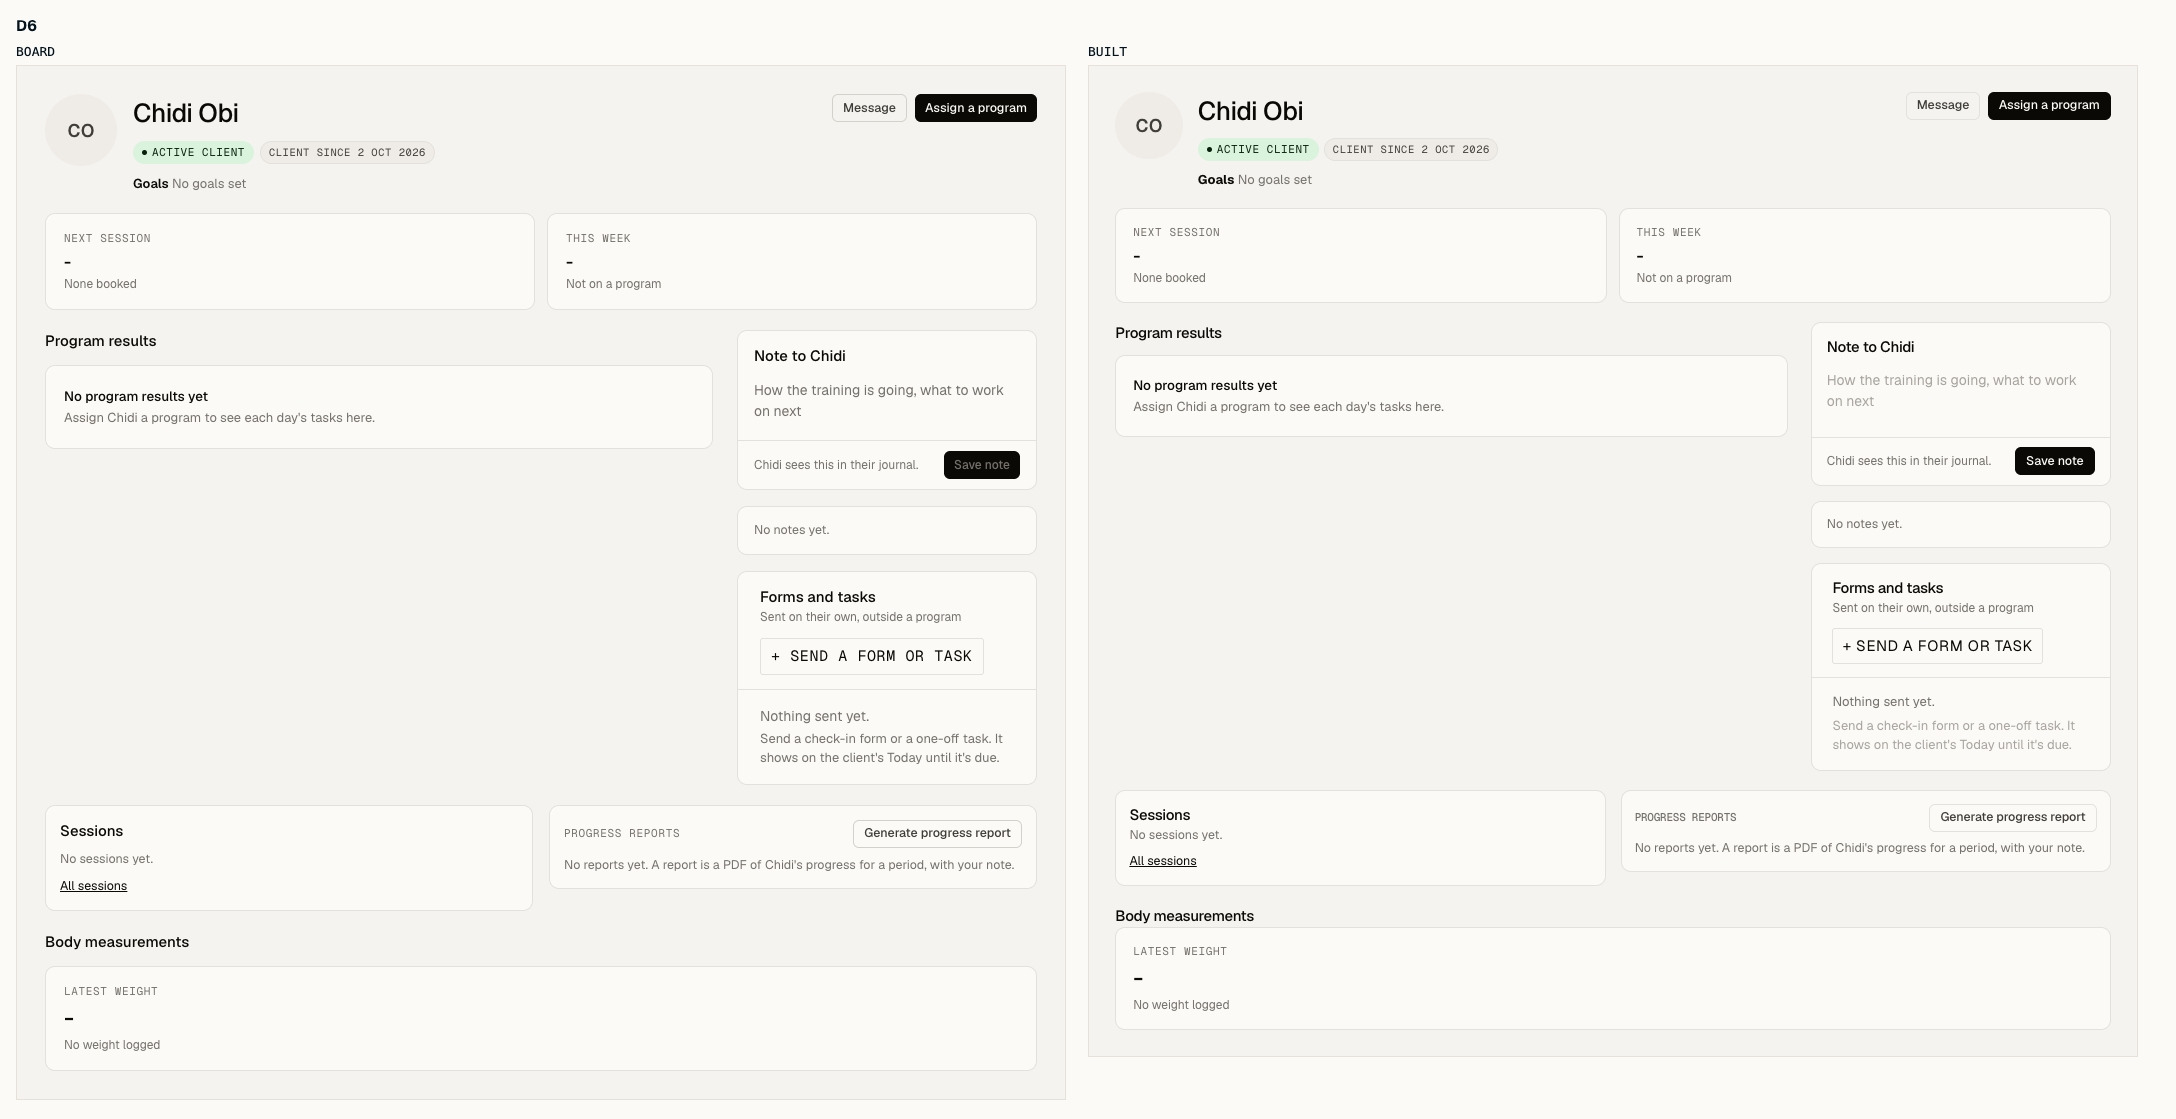 D6
BOARD
CO
Chidi Obi
Message
Assign a program
ACTIVE CLIENT
CLIENT SINCE 2 OCT 2026
Goals No goals set
NEXT SESSION
-
None booked
THIS WEEK
-
Not on a program
Program results
No program results yet
Assign Chidi a program to see each day's tasks here.
Note to Chidi
How the training is going, what to work
on next
Chidi sees this in their journal.
Save note
No notes yet.
Forms and tasks
Sent on their own, outside a program
+ SEND A FORM OR TASK
Nothing sent yet.
Send a check-in form or a one-off task. It
shows on the client's Today until it's due.
Sessions
No sessions yet.
All sessions
PROGRESS REPORTS
Generate progress report
No reports yet. A report is a PDF of Chidi's progress for a period, with your note.
Body measurements
LATEST WEIGHT
–
No weight logged
BUILT
CO
Chidi Obi
Message
Assign a program
ACTIVE CLIENT
CLIENT SINCE 2 OCT 2026
Goals No goals set
NEXT SESSION
-
None booked
THIS WEEK
-
Not on a program
Program results
No program results yet
Assign Chidi a program to see each day's tasks here.
Note to Chidi
How the training is going, what to work
on next
Chidi sees this in their journal.
Save note
No notes yet.
Forms and tasks
Sent on their own, outside a program
+ SEND A FORM OR TASK
Nothing sent yet.
Send a check-in form or a one-off task. It
shows on the client's Today until it's due.
Sessions
No sessions yet.
All sessions
PROGRESS REPORTS
Generate progress report
No reports yet. A report is a PDF of Chidi's progress for a period, with your note.
Body measurements
LATEST WEIGHT
–
No weight logged